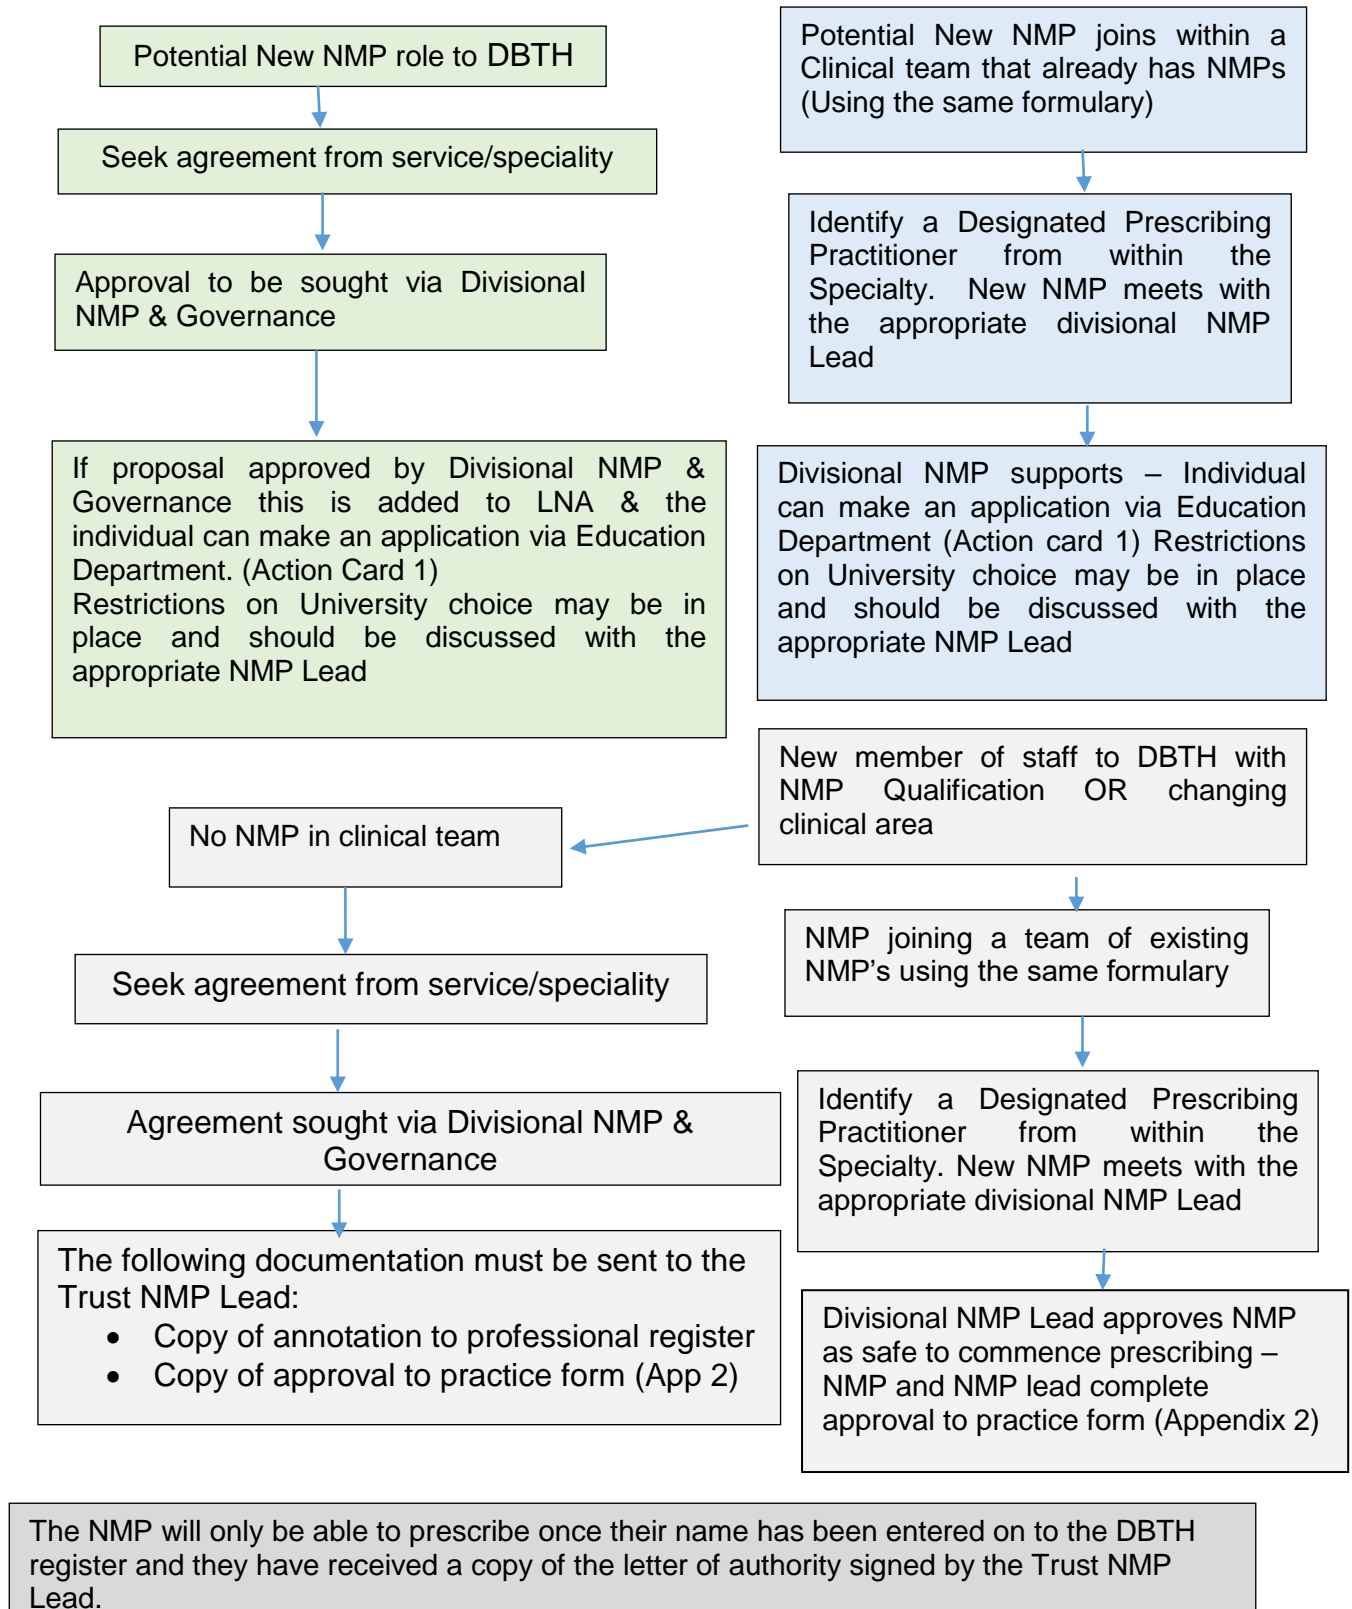 Potential New NMP role to DBTH
Seek agreement from service/speciality
Approval to be sought via Divisional
NMP & Governance
If proposal approved by Divisional NMP &
Governance this is added to LNA & the
individual can make an application via Education
Department. (Action Card 1)
Restrictions on University choice may be in
place and should be discussed with the
appropriate NMP Lead
Potential New NMP joins within a
Clinical team that already has NMPs
(Using the same formulary)
Identify a Designated Prescribing
Practitioner from within the
Specialty. New NMP meets with
the appropriate divisional NMP
Lead
Divisional NMP supports – Individual
can make an application via Education
Department (Action card 1) Restrictions
on University choice may be in place
and should be discussed with the
appropriate NMP Lead
New member of staff to DBTH with
NMP Qualification OR changing
clinical area
No NMP in clinical team
Seek agreement from service/speciality
Agreement sought via Divisional NMP &
Governance
The following documentation must be sent to the
Trust NMP Lead:
• Copy of annotation to professional register
• Copy of approval to practice form (App 2)
NMP joining a team of existing
NMP's using the same formulary
Identify a Designated Prescribing
Practitioner from within the
Specialty. New NMP meets with the
appropriate divisional NMP Lead
Divisional NMP Lead approves NMP
as safe to commence prescribing –
NMP and NMP lead complete
approval to practice form (Appendix 2)
The NMP will only be able to prescribe once their name has been entered on to the DBTH
register and they have received a copy of the letter of authority signed by the Trust NMP
Lead.